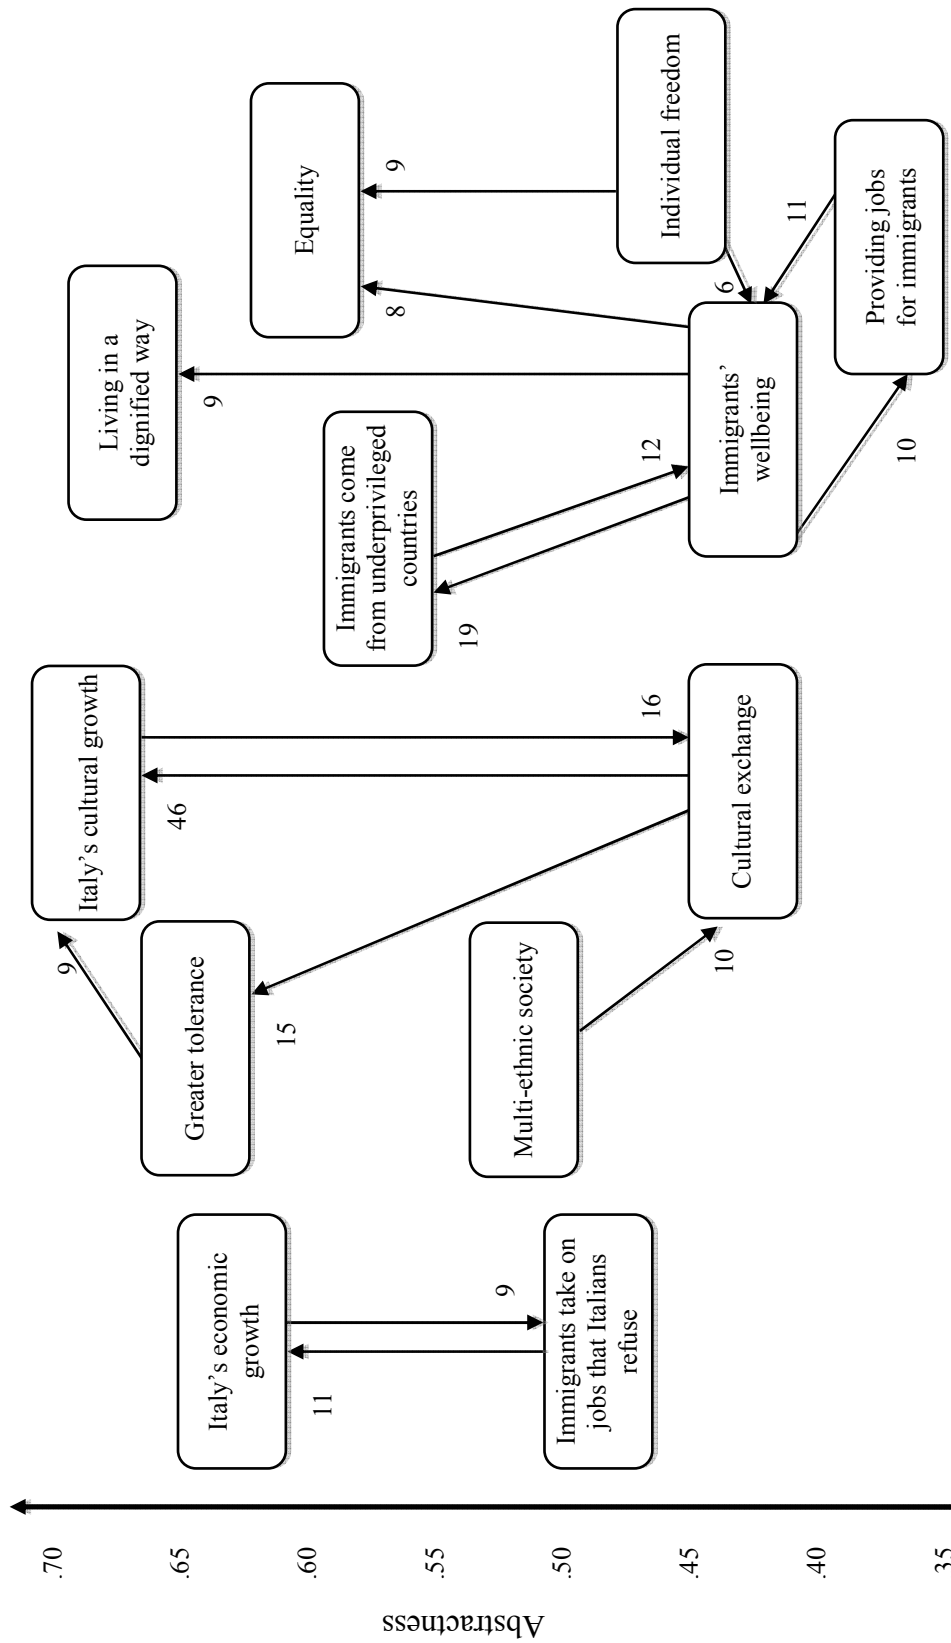 Abstractness
.70
.65
.60
.55
.50
.45
.40
.35
Italy’s economic
growth
11
9
Immigrants take on
jobs that Italians
refuse
Italy’s cultural growth
9
Greater tolerance
46
15
16
Multi-ethnic society
10
Cultural exchange
Living in a
dignified way
9
Equality
8
9
Immigrants come
from underprivileged
countries
19
12
Individual freedom
6
Immigrants’
wellbeing
11
10
Providing jobs
for immigrants